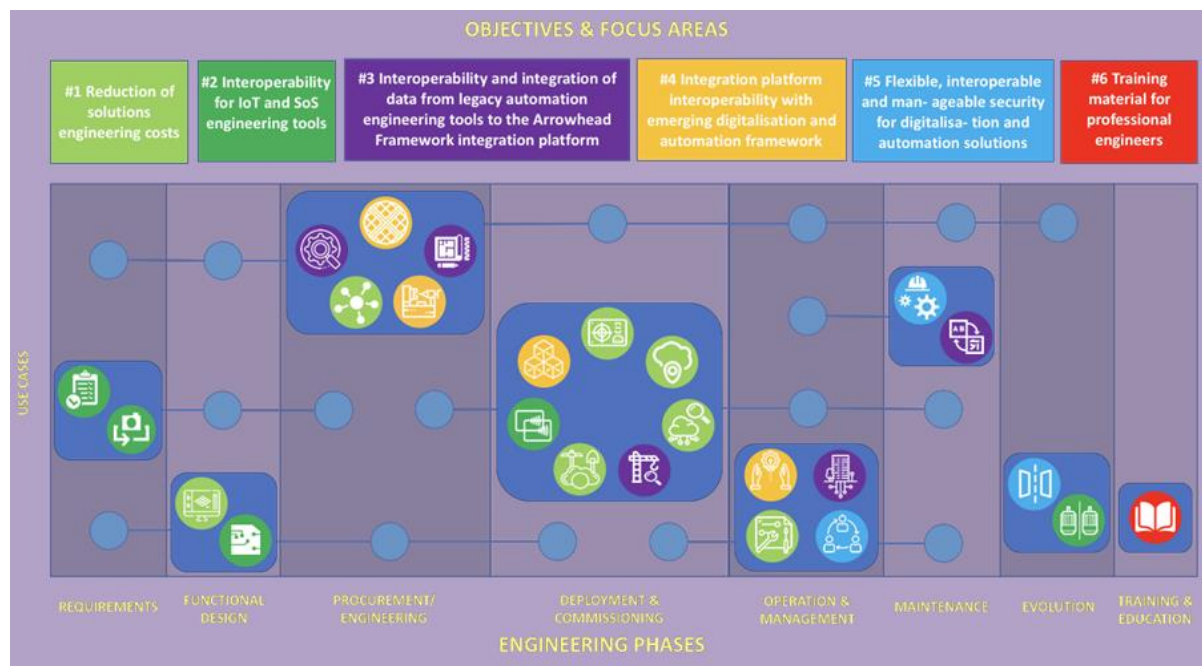 OBJECTIVES & FOCUS AREAS
#1 Reduction of
solutions
engineering costs
#2 Interoperability
for IoT and SoS
engineering tools
#3 Interoperability and integration of
data from legacy automation
engineering tools to the Arrowhead
Framework integration platform
#4 Integration platform
interoperability with
emerging digitalisation and
automation framework
#5 Flexible, interoperable
and man- ageable security
for digitalisa- tion and
automation solutions
#6 Training
material for
professional
engineers
USE CASES
REQUIREMENTS
FUNCTIONAL
DESIGN
PROCUREMENT/
ENGINEERING
DEPLOYMENT &
COMMISSIONING
OPERATION &
MANAGEMENT
MAINTENANCE
EVOLUTION
TRAINING &
EDUCATION
ENGINEERING PHASES